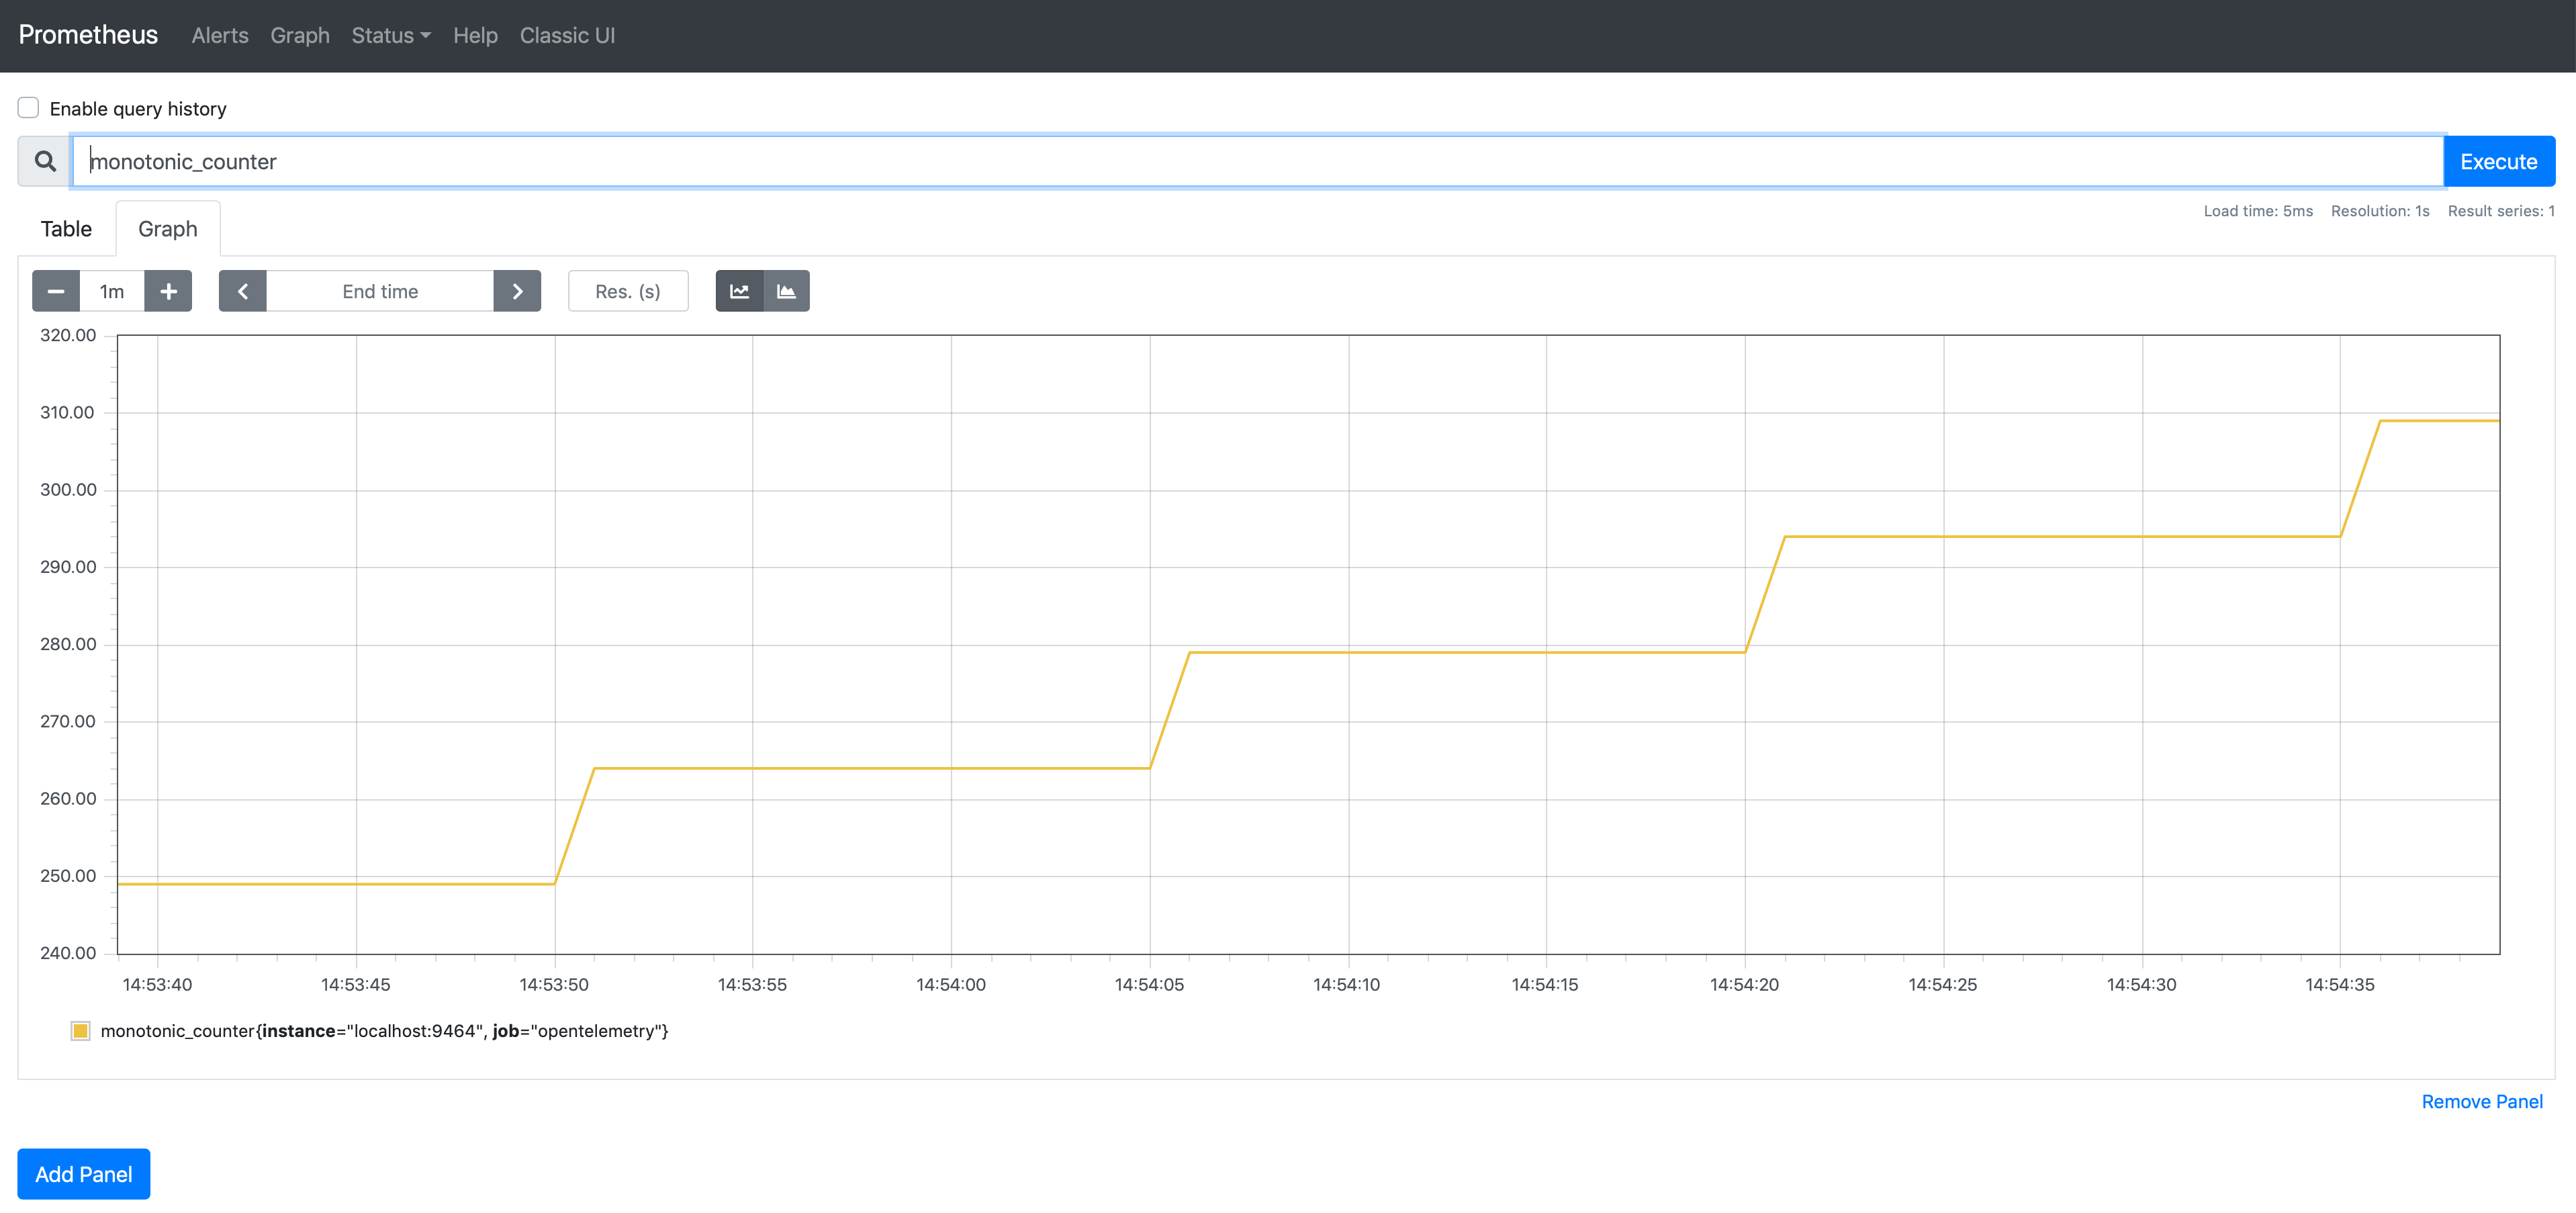 Prometheus Alerts Graph Status Help Classic UI
Enable query history
monotonic_counter Execute
Table Graph Load time: 5ms Resolution: 1s Result series: 1
1m End time Res. (s)
320.00
310.00
300.00
290.00
280.00
270.00
260.00
250.00
240.00
14:53:40 14:53:45 14:53:50 14:53:55 14:54:00 14:54:05 14:54:10 14:54:15 14:54:20 14:54:25 14:54:30 14:54:35
monotonic_counter{instance="localhost:9464", job="opentelemetry"}
Remove Panel
Add Panel